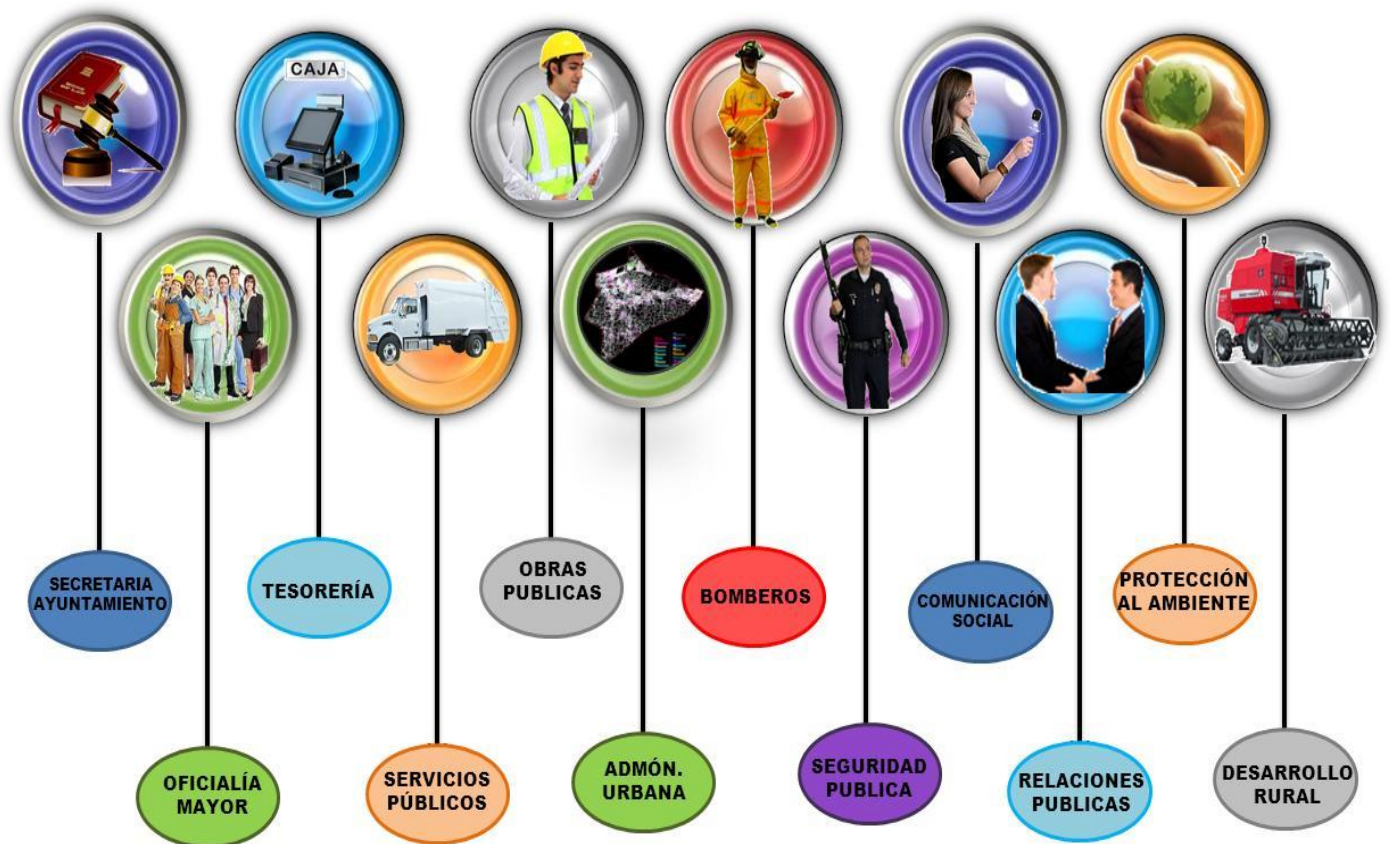 CAJA
SECRETARIA
AYUNTAMIENTO
TESORERÍA
OBRAS
PUBLICAS
BOMBEROS
COMUNICACIÓN
SOCIAL
PROTECCIÓN
AL AMBIENTE
OFICIALÍA
MAYOR
SERVICIOS
PÚBLICOS
ADMÓN.
URBANA
SEGURIDAD
PUBLICA
RELACIONES
PUBLICAS
DESARROLLO
RURAL